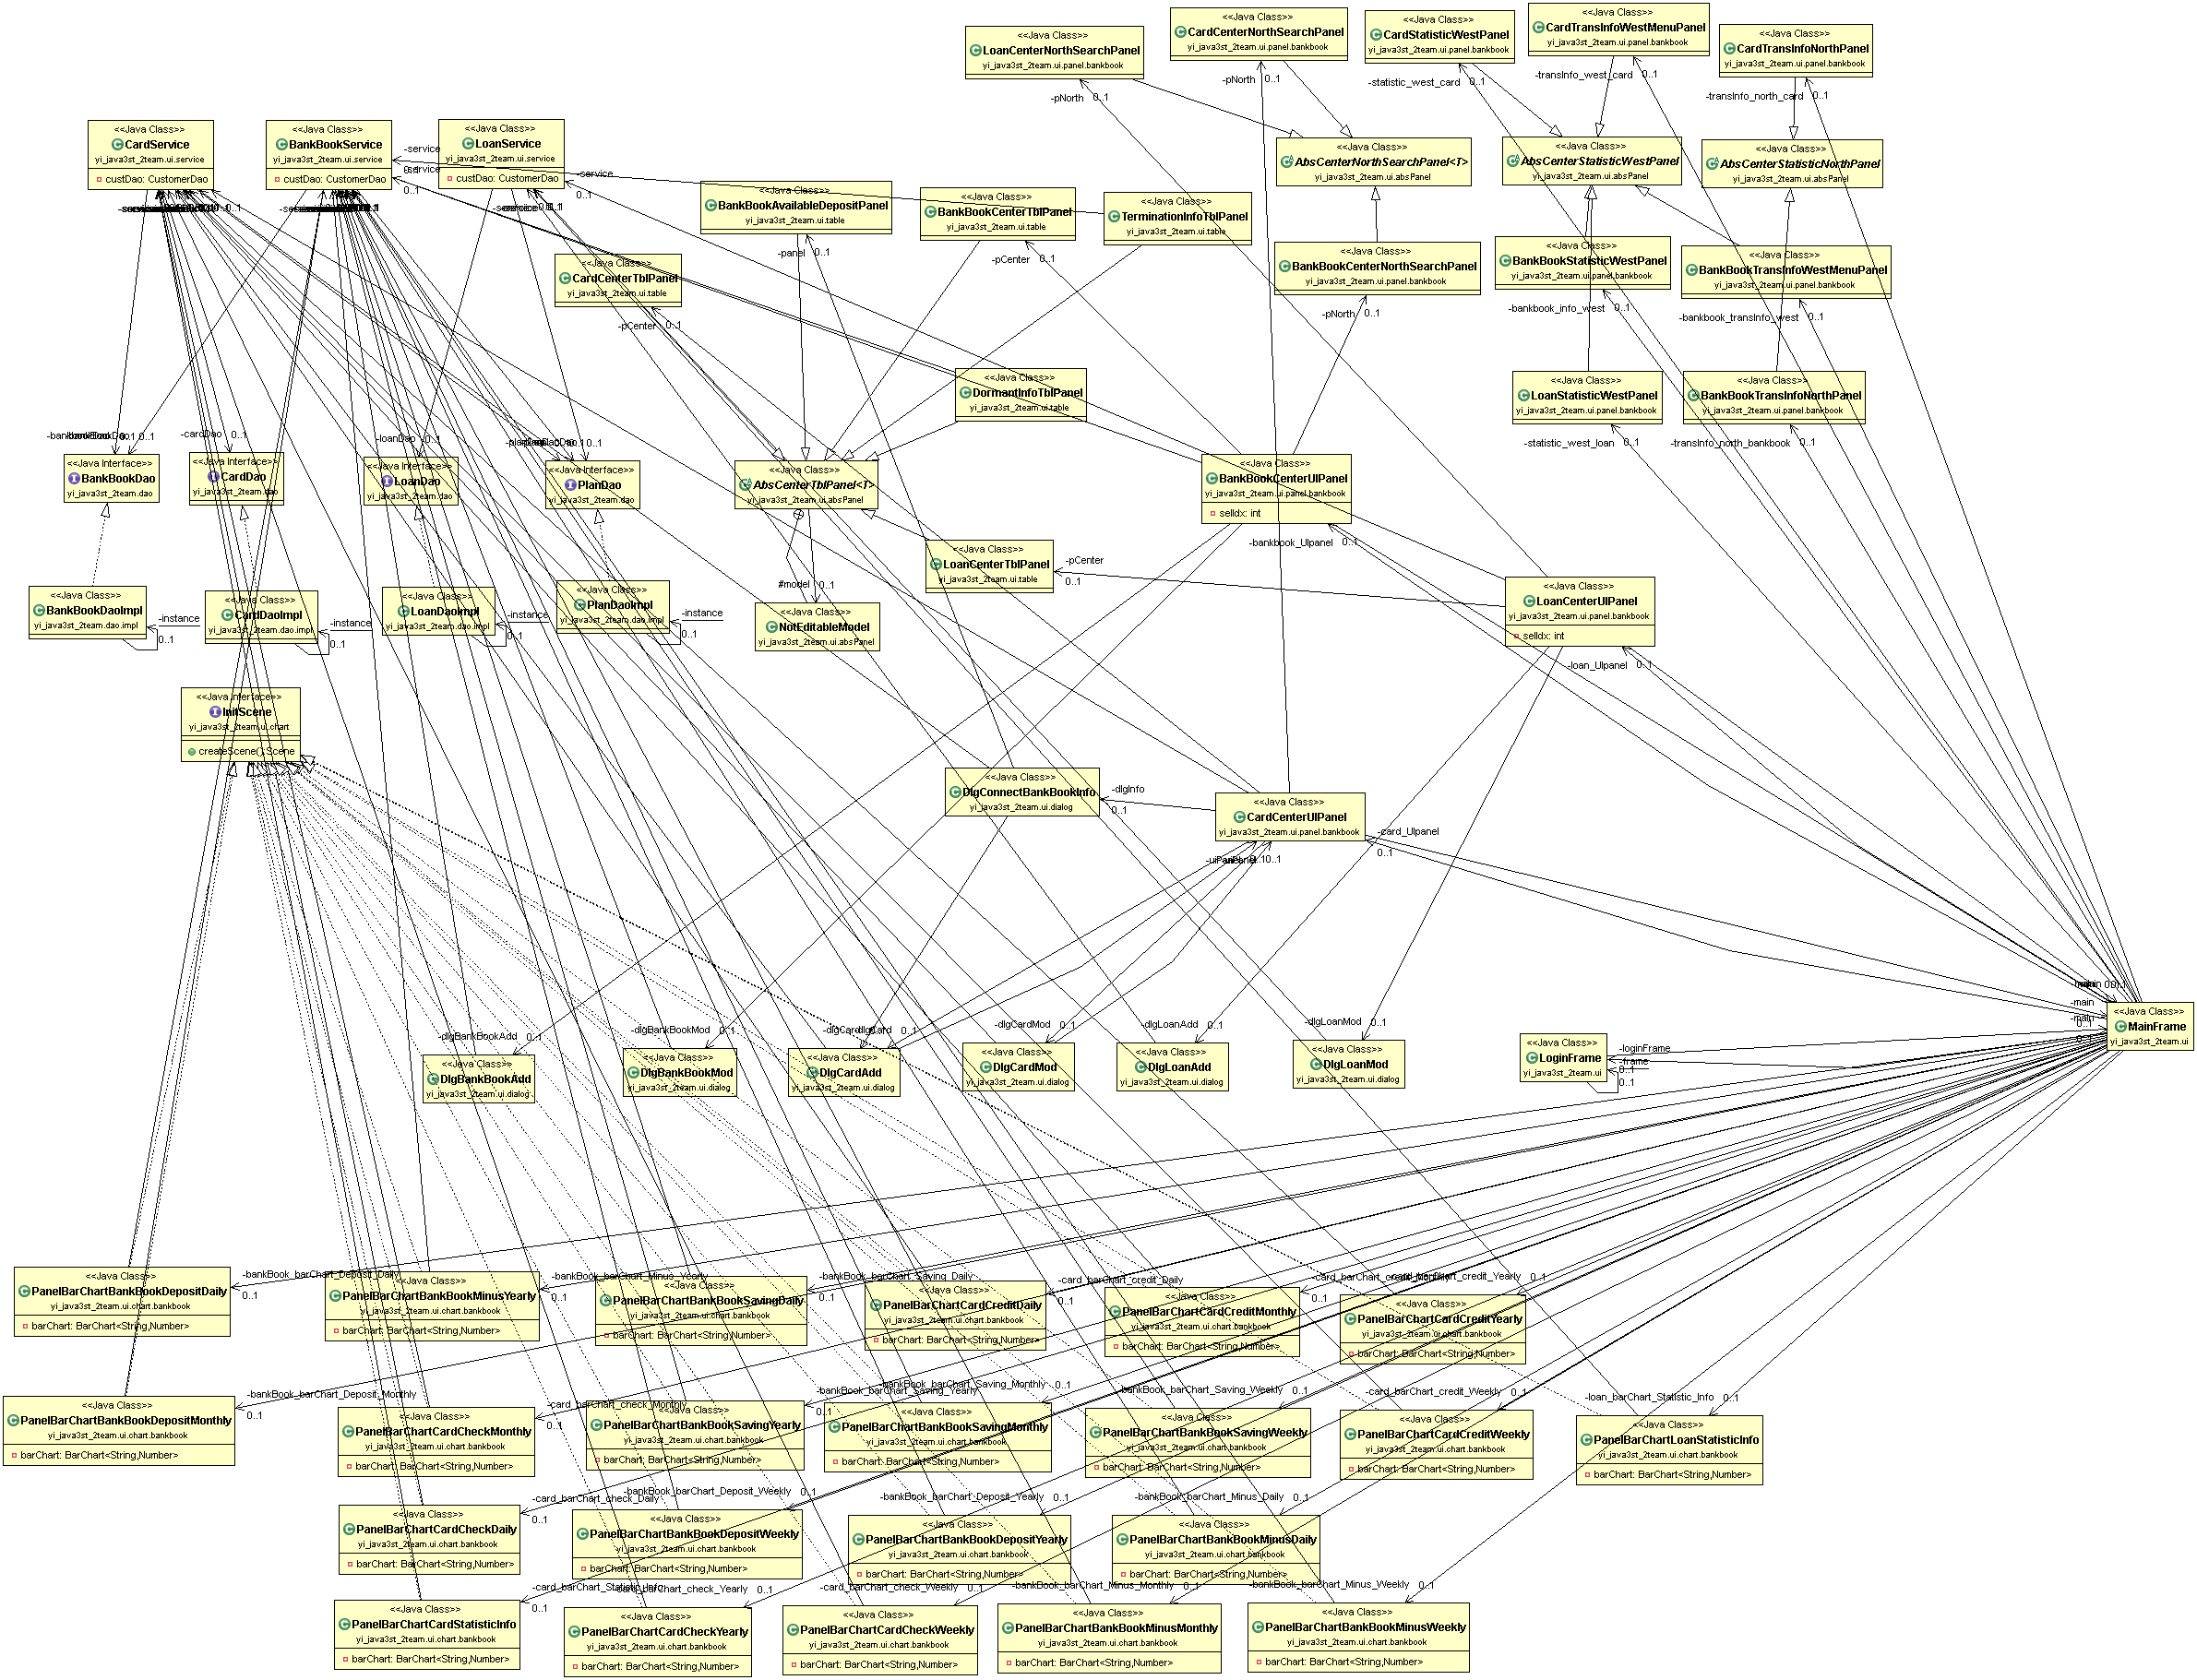 <<Java Class>>
CardCenterNorthSearchPanel
yi_java3st_2team.ui.panel.bankbook
<<Java Class>>
CardStatisticWestPanel
yi_java3st_2team.ui.panel.bankbook
<<Java Class>>
CardTransInfoWestMenuPanel
yi_java3st_2team.ui.panel.bankbook
<<Java Class>>
CardTransInfoNorthPanel
yi_java3st_2team.ui.panel.bankbook
<<Java Class>>
LoanCenterNorthSearchPanel
yi_java3st_2team.ui.panel.bankbook
-pNorth
0..1
-pNorth
0..1
-statistic_west_card
0..1
-transInfo_west_card
0..1
-transInfo_north_card
0..1
<<Java Class>>
CardService
yi_java3st_2team.ui.service
custDao: CustomerDao
<<Java Class>>
BankBookService
yi_java3st_2team.ui.service
custDao: CustomerDao
<<Java Class>>
LoanService
yi_java3st_2team.ui.service
custDao: CustomerDao
-service
0..1
-service
0..1
<<Java Class>>
AbsCenterNorthSearchPanel<T>
yi_java3st_2team.ui.absPanel
<<Java Class>>
AbsCenterStatisticWestPanel
yi_java3st_2team.ui.absPanel
<<Java Class>>
AbsCenterStatisticNorthPanel
yi_java3st_2team.ui.absPanel
<<Java Class>>
BankBookAvailableDepositPanel
yi_java3st_2team.ui.table
<<Java Class>>
BankBookCenterTblPanel
yi_java3st_2team.ui.table
<<Java Class>>
TerminationInfoTblPanel
yi_java3st_2team.ui.table
-panel
0..1
-pCenter
0..1
<<Java Class>>
CardCenterTblPanel
yi_java3st_2team.ui.table
-pCenter
0..1
<<Java Class>>
BankBookCenterNorthSearchPanel
yi_java3st_2team.ui.panel.bankbook
-pNorth
0..1
<<Java Class>>
BankBookStatisticWestPanel
yi_java3st_2team.ui.panel.bankbook
-bankbook_info_west
0..1
<<Java Class>>
BankBookTransInfoWestMenuPanel
yi_java3st_2team.ui.panel.bankbook
-bankbook_transInfo_west
0..1
<<Java Class>>
DormantInfoTblPanel
yi_java3st_2team.ui.table
<<Java Class>>
LoanStatisticWestPanel
yi_java3st_2team.ui.panel.bankbook
-statistic_west_loan
0..1
<<Java Class>>
BankBookTransInfoNorthPanel
yi_java3st_2team.ui.panel.bankbook
-transInfo_north_bankbook
0..1
-cardDao
0..1
-loanDao
0..1
<<Java Interface>>
BankBookDao
yi_java3st_2team.dao
<<Java Interface>>
CardDao
yi_java3st_2team.dao
<<Java Interface>>
LoanDao
yi_java3st_2team.dao
<<Java Interface>>
PlanDao
yi_java3st_2team.dao
<<Java Class>>
AbsCenterTblPanel<T>
yi_java3st_2team.ui.absPanel
<<Java Class>>
BankBookCenterUIPanel
yi_java3st_2team.ui.panel.bankbook
selIdx: int
-bankbook_UIpanel
0..1
<<Java Class>>
LoanCenterTblPanel
yi_java3st_2team.ui.table
-pCenter
0..1
#model
0..1
<<Java Class>>
BankBookDaoImpl
yi_java3st_2team.dao.impl
-instance
0..1
<<Java Class>>
CardDaoImpl
yi_java3st_2team.dao.impl
-instance
0..1
<<Java Class>>
LoanDaoImpl
yi_java3st_2team.dao.impl
-instance
0..1
<<Java Class>>
PlanDaoImpl
yi_java3st_2team.dao.impl
-instance
0..1
<<Java Class>>
NotEditableModel
yi_java3st_2team.ui.absPanel
<<Java Class>>
LoanCenterUIPanel
yi_java3st_2team.ui.panel.bankbook
selIdx: int
-loan_UIpanel
0..1
<<Java Interface>>
InitScene
yi_java3st_2team.ui.chart
createScene():Scene
<<Java Class>>
DlgConnectBankBookInfo
yi_java3st_2team.ui.dialog
-dlgInfo
0..1
<<Java Class>>
CardCenterUIPanel
yi_java3st_2team.ui.panel.bankbook
-card_UIpanel
0..1
-main
<<Java Class>>
MainFrame
yi_java3st_2team.ui
-dlgBankBookAdd
0..1
-dlgBankBookMod
0..1
-dlgCardMod
0..1
-dlgLoanAdd
0..1
-dlgLoanMod
0..1
<<Java Class>>
DlgBankBookAdd
yi_java3st_2team.ui.dialog
<<Java Class>>
DlgBankBookMod
yi_java3st_2team.ui.dialog
<<Java Class>>
DlgCardAdd
yi_java3st_2team.ui.dialog
<<Java Class>>
DlgCardMod
yi_java3st_2team.ui.dialog
<<Java Class>>
DlgLoanAdd
yi_java3st_2team.ui.dialog
<<Java Class>>
DlgLoanMod
yi_java3st_2team.ui.dialog
<<Java Class>>
LoginFrame
yi_java3st_2team.ui
-loginFrame
-frame
0..1
0..1
<<Java Class>>
PanelBarChartBankBookDepositDaily
yi_java3st_2team.ui.chart.bankbook
barChart: BarChart<String,Number>
-bankBook_barChart_Deposit_Daily
0..1
<<Java Class>>
PanelBarChartBankBookMinusYearly
yi_java3st_2team.ui.chart.bankbook
barChart: BarChart<String,Number>
-bankBook_barChart_Minus_Yearly
0..1
<<Java Class>>
PanelBarChartBankBookSavingDaily
yi_java3st_2team.ui.chart.bankbook
barChart: BarChart<String,Number>
-bankBook_barChart_Saving_Daily
0..1
<<Java Class>>
PanelBarChartCardCreditDaily
yi_java3st_2team.ui.chart.bankbook
barChart: BarChart<String,Number>
-card_barChart_credit_Daily
0..1
<<Java Class>>
PanelBarChartCardCreditMonthly
yi_java3st_2team.ui.chart.bankbook
barChart: BarChart<String,Number>
0..1
<<Java Class>>
PanelBarChartCardCreditYearly
yi_java3st_2team.ui.chart.bankbook
barChart: BarChart<String,Number>
0..1
<<Java Class>>
PanelBarChartBankBookDepositMonthly
yi_java3st_2team.ui.chart.bankbook
barChart: BarChart<String,Number>
-bankBook_barChart_Deposit_Monthly
0..1
<<Java Class>>
PanelBarChartCardCheckMonthly
yi_java3st_2team.ui.chart.bankbook
barChart: BarChart<String,Number>
-card_barChart_check_Monthly
0..1
<<Java Class>>
PanelBarChartBankBookSavingYearly
yi_java3st_2team.ui.chart.bankbook
barChart: BarChart<String,Number>
-bankBook_barChart_Saving_Yearly
0..1
<<Java Class>>
PanelBarChartBankBookSavingMonthly
yi_java3st_2team.ui.chart.bankbook
barChart: BarChart<String,Number>
-bankBook_barChart_Saving_Monthly
0..1
<<Java Class>>
PanelBarChartBankBookSavingWeekly
yi_java3st_2team.ui.chart.bankbook
barChart: BarChart<String,Number>
-bankBook_barChart_Saving_Weekly
0..1
<<Java Class>>
PanelBarChartCardCreditWeekly
yi_java3st_2team.ui.chart.bankbook
barChart: BarChart<String,Number>
-card_barChart_credit_Weekly
0..1
<<Java Class>>
PanelBarChartLoanStatisticInfo
yi_java3st_2team.ui.chart.bankbook
barChart: BarChart<String,Number>
-loan_barChart_Statistic_Info
0..1
<<Java Class>>
PanelBarChartCardCheckDaily
yi_java3st_2team.ui.chart.bankbook
barChart: BarChart<String,Number>
-card_barChart_check_Daily
0..1
<<Java Class>>
PanelBarChartBankBookDepositWeekly
yi_java3st_2team.ui.chart.bankbook
barChart: BarChart<String,Number>
-bankBook_barChart_Deposit_Weekly
0..1
<<Java Class>>
PanelBarChartBankBookDepositYearly
yi_java3st_2team.ui.chart.bankbook
barChart: BarChart<String,Number>
-bankBook_barChart_Deposit_Yearly
0..1
<<Java Class>>
PanelBarChartBankBookMinusDaily
yi_java3st_2team.ui.chart.bankbook
barChart: BarChart<String,Number>
-bankBook_barChart_Minus_Daily
0..1
<<Java Class>>
PanelBarChartCardStatisticInfo
yi_java3st_2team.ui.chart.bankbook
barChart: BarChart<String,Number>
-card_barChart_Statistic_Info
0..1
<<Java Class>>
PanelBarChartCardCheckYearly
yi_java3st_2team.ui.chart.bankbook
barChart: BarChart<String,Number>
-card_barChart_check_Yearly
0..1
<<Java Class>>
PanelBarChartCardCheckWeekly
yi_java3st_2team.ui.chart.bankbook
barChart: BarChart<String,Number>
-card_barChart_check_Weekly
0..1
<<Java Class>>
PanelBarChartBankBookMinusMonthly
yi_java3st_2team.ui.chart.bankbook
barChart: BarChart<String,Number>
-bankBook_barChart_Minus_Monthly
0..1
<<Java Class>>
PanelBarChartBankBookMinusWeekly
yi_java3st_2team.ui.chart.bankbook
barChart: BarChart<String,Number>
-bankBook_barChart_Minus_Weekly
0..1